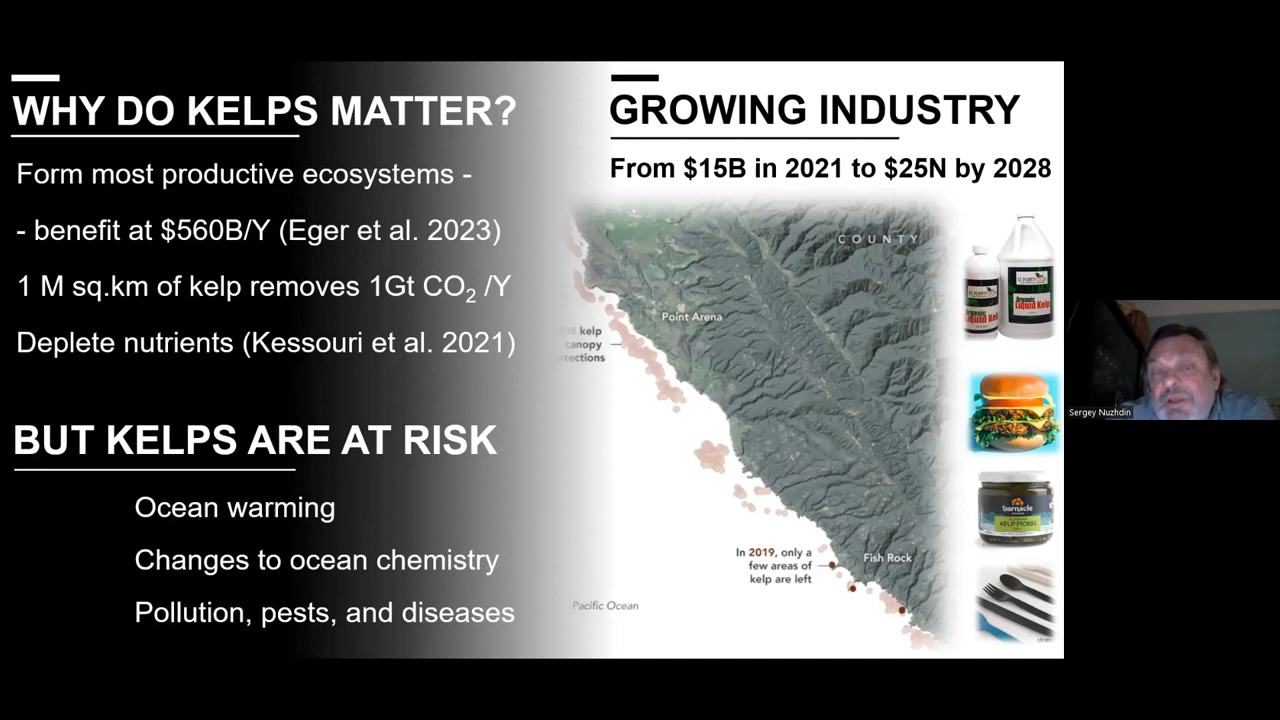 WHY DO KELPS MATTER?
Form most productive ecosystems -
- benefit at $560B/Y (Eger et al. 2023)
1 M sq.km of kelp removes 1Gt CO2 /Y
Deplete nutrients (Kessouri et al. 2021)
BUT KELPS ARE AT RISK
Ocean warming
Changes to ocean chemistry
Pollution, pests, and diseases
GROWING INDUSTRY
From $15B in 2021 to $25N by 2028
COUNTY
Point Arena
kelp
canopy
In 2019, only a
few areas of
kelp are left
Fish Rock
Pacific Ocean
Organic
Liquid Kelp
barnacle
KELP PICKLES
Sergey Nuzhdin